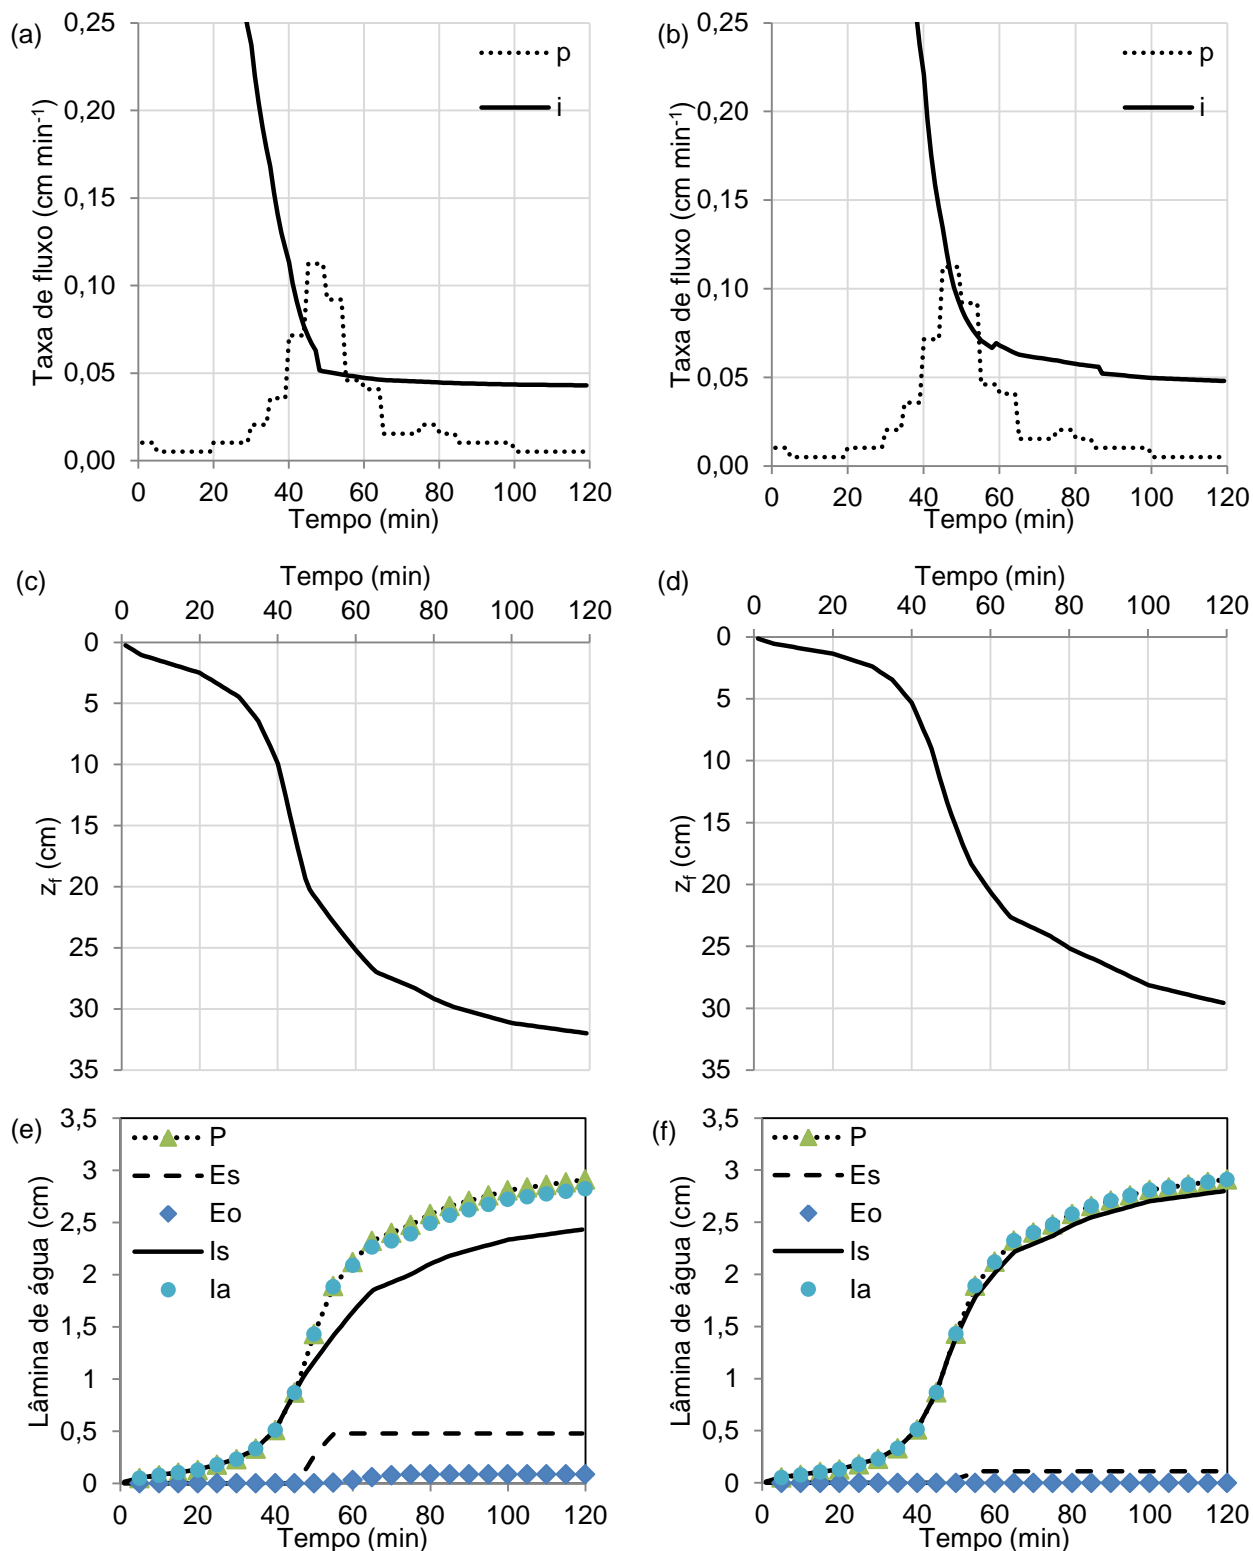 (a)
0,25
0,20
0,15
0,10
0,05
0,00
Taxa de fluxo (cm min⁻¹)
p
i
0 20 40 60 80 100 120
Tempo (min)
(b)
0,25
0,20
0,15
0,10
0,05
0,00
Taxa de fluxo (cm min⁻¹)
p
i
0 20 40 60 80 100 120
Tempo (min)
(c)
Tempo (min)
0 20 40 60 80 100 120
0
5
10
15
20
25
30
35
z_f (cm)
(d)
Tempo (min)
0 20 40 60 80 100 120
0
5
10
15
20
25
30
35
z_f (cm)
(e)
3,5
3
2,5
2
1,5
1
0,5
0
Lâmina de água (cm)
P
Es
Eo
Is
Ia
0 20 40 60 80 100 120
Tempo (min)
(f)
3,5
3
2,5
2
1,5
1
0,5
0
Lâmina de água (cm)
P
Es
Eo
Is
Ia
0 20 40 60 80 100 120
Tempo (min)